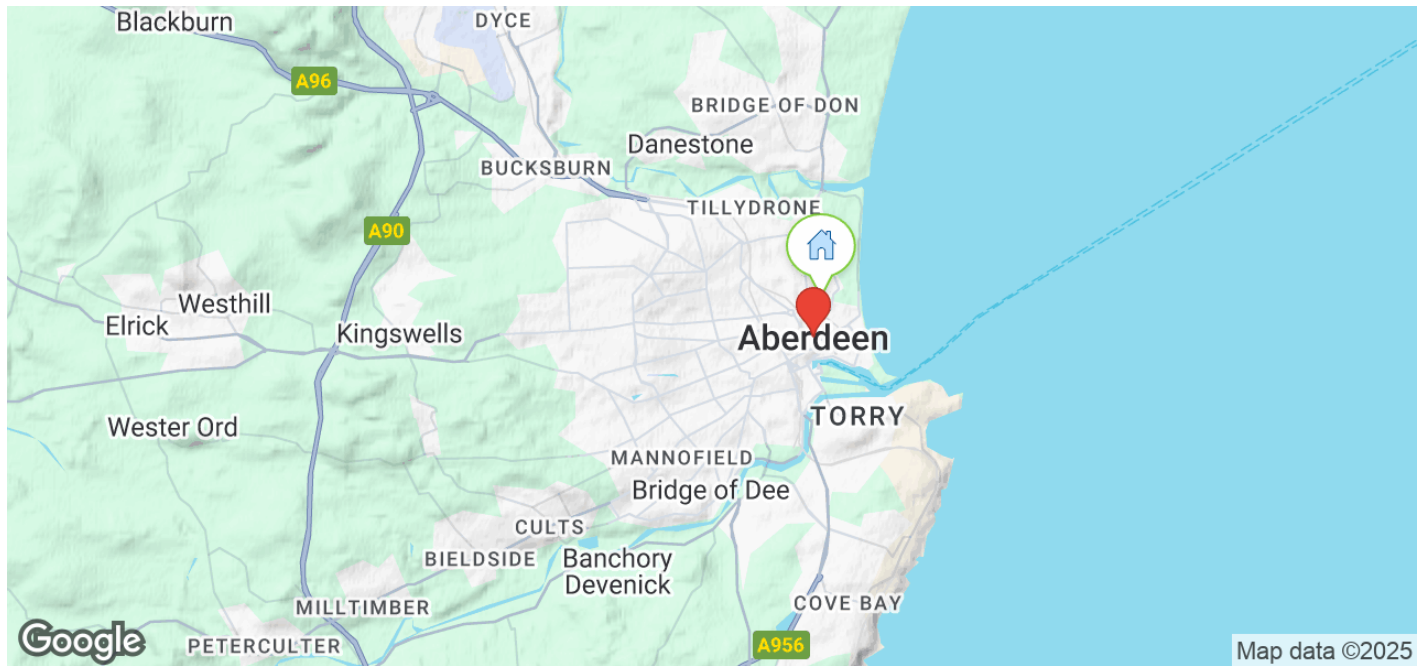 Blackburn
DYCE
A96
BRIDGE OF DON
Danestone
BUCKSBURN
TILLYDRONE
A90
Westhill
Elrick
Kingswells
Aberdeen
TORRY
Wester Ord
MANNOFIELD
Bridge of Dee
CULTS
BIELDSIDE
Banchory
Devenick
MILLTIMBER
COVE BAY
PETERCULTER
A956
Google
Map data ©2025